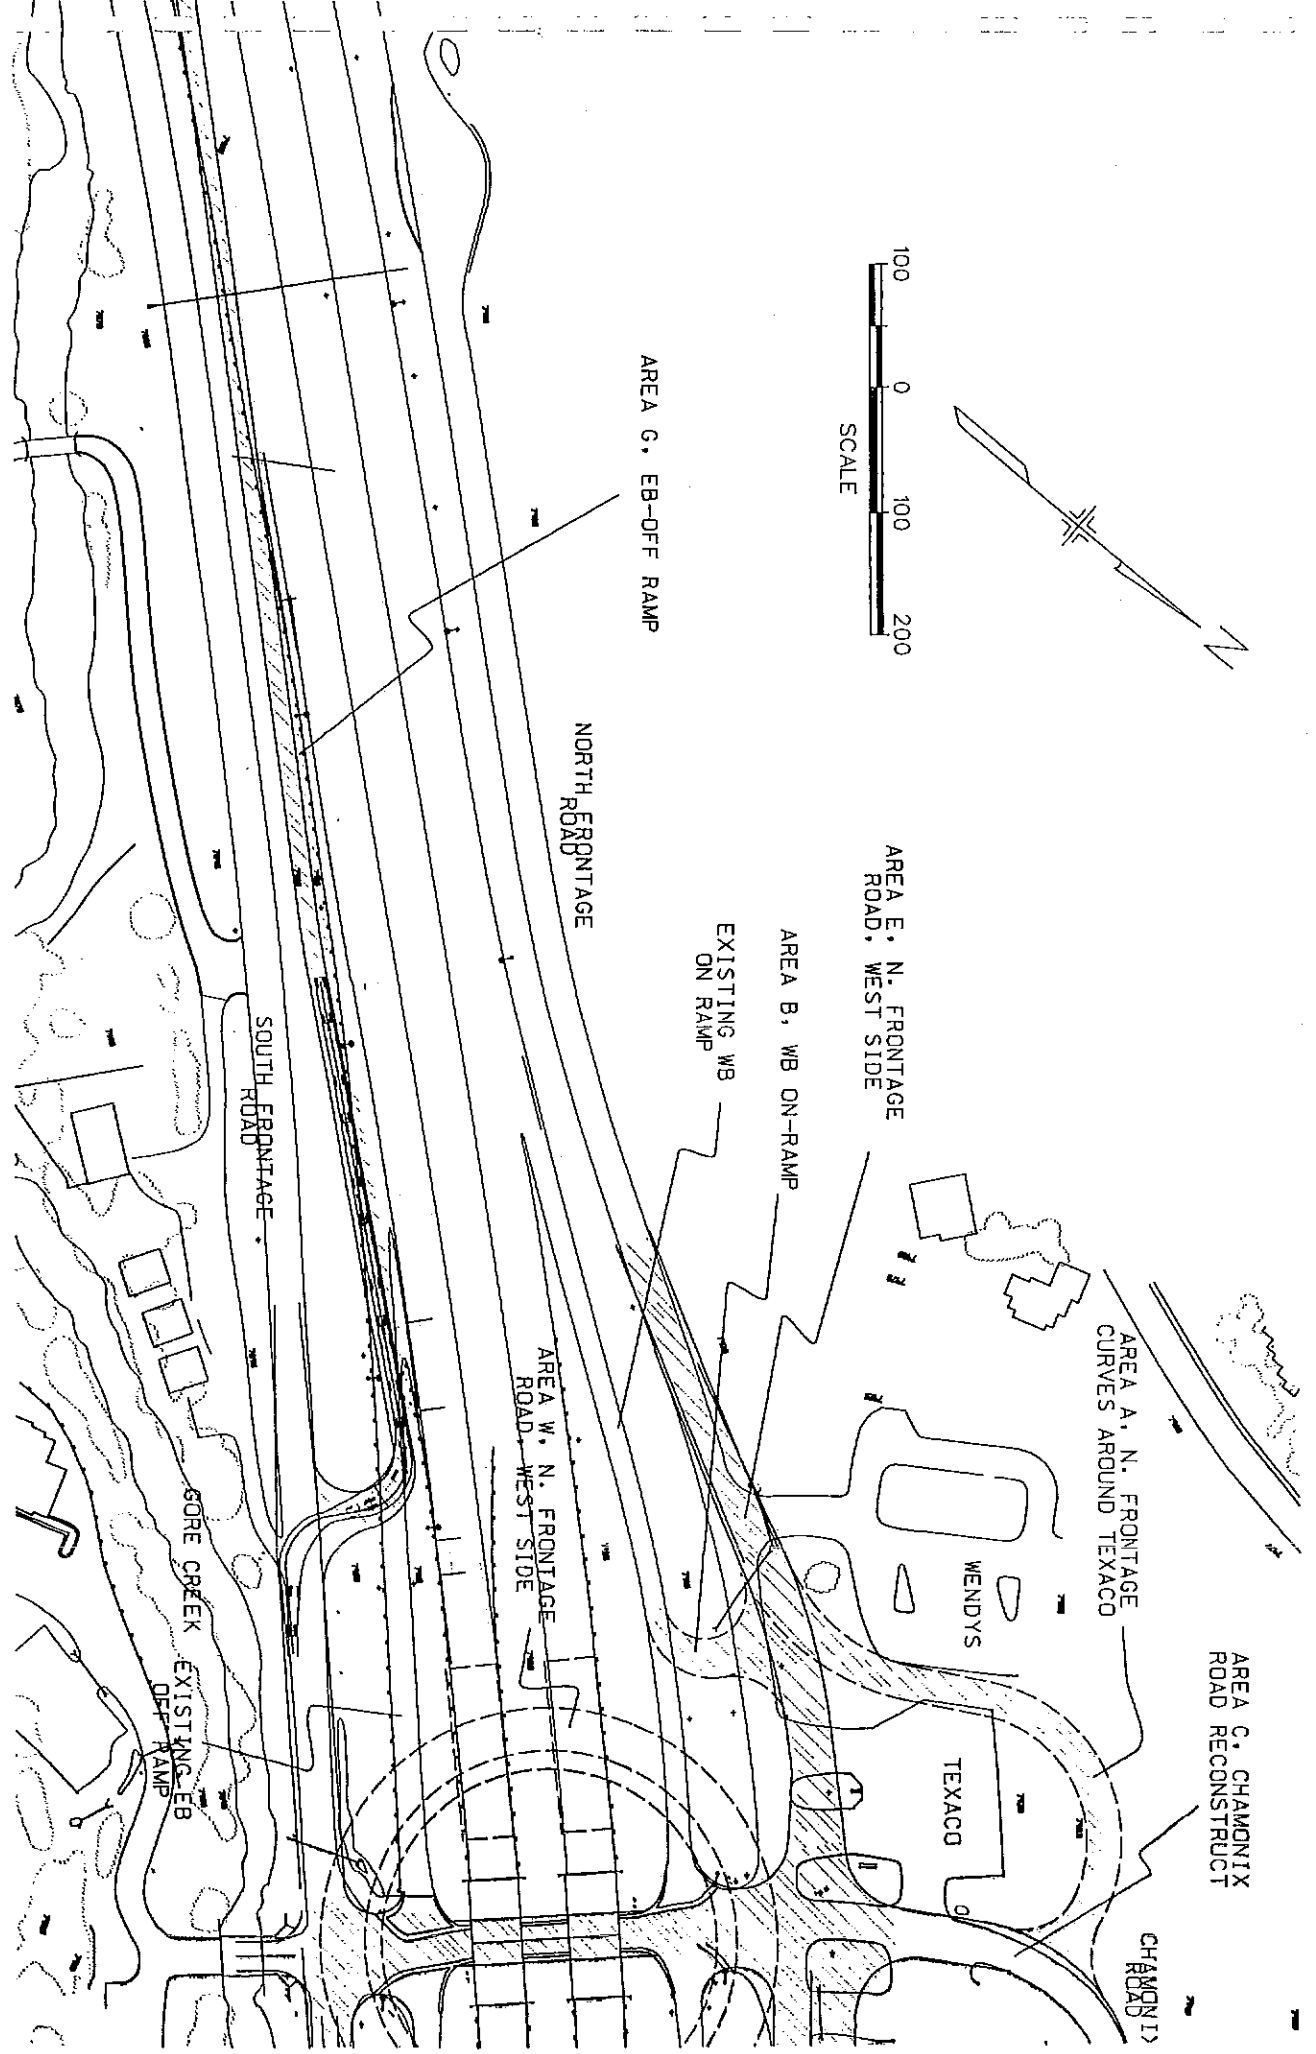 100
0
100
200
SCALE
N
AREA G, EB-OFF RAMP
NORTH FRONTAGE
ROAD
AREA E, N. FRONTAGE
ROAD, WEST SIDE
AREA B, WB ON-RAMP
EXISTING WB
ON RAMP
SOUTH FRONTAGE
ROAD
AREA W, N. FRONTAGE
ROAD, WEST SIDE
AREA A, N. FRONTAGE
CURVES AROUND TEXACO
WENDYS
AREA C, CHAMONIX
ROAD RECONSTRUCT
TEXACO
GORE CREEK
EXISTING EB
OFF RAMP
CHAMONIX
ROAD